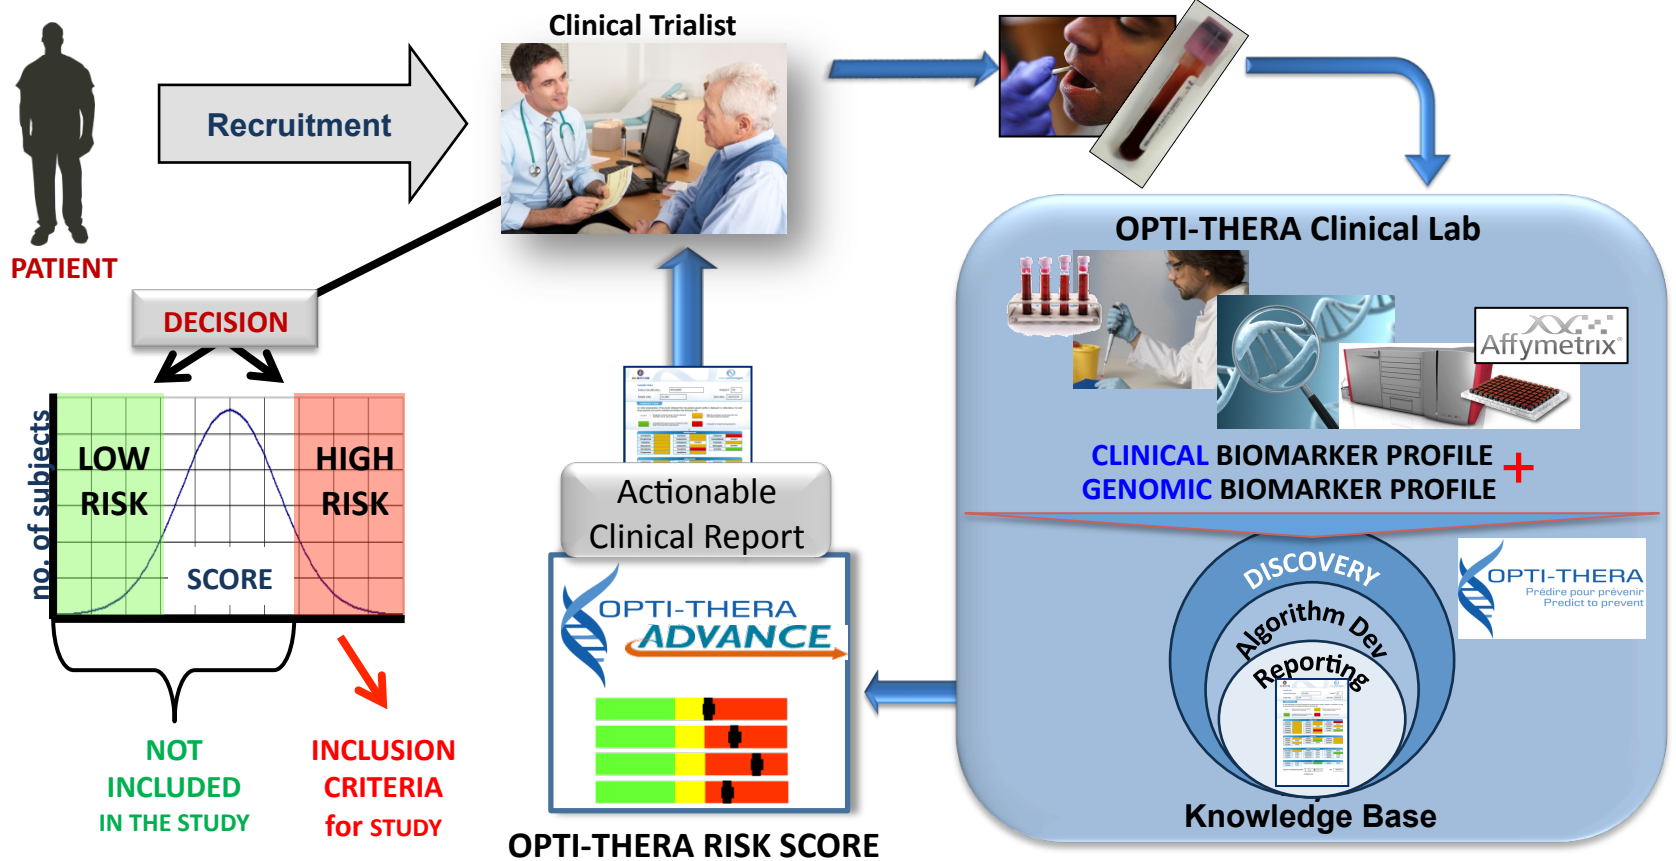 Clinical Trialist
Recruitment
PATIENT
OPTI-THERA Clinical Lab
Affymetrix
CLINICAL BIOMARKER PROFILE
+
GENOMIC BIOMARKER PROFILE
DISCOVERY
Algorithm Dev
Reporting
Knowledge Base
OPTI-THERA
Prédire pour prévenir
Predict to prevent
Actionable
Clinical Report
OPTI-THERA
ADVANCE
OPTI-THERA RISK SCORE
DECISION
no. of subjects
LOW
RISK
HIGH
RISK
SCORE
NOT
INCLUDED
IN THE STUDY
INCLUSION
CRITERIA
for STUDY